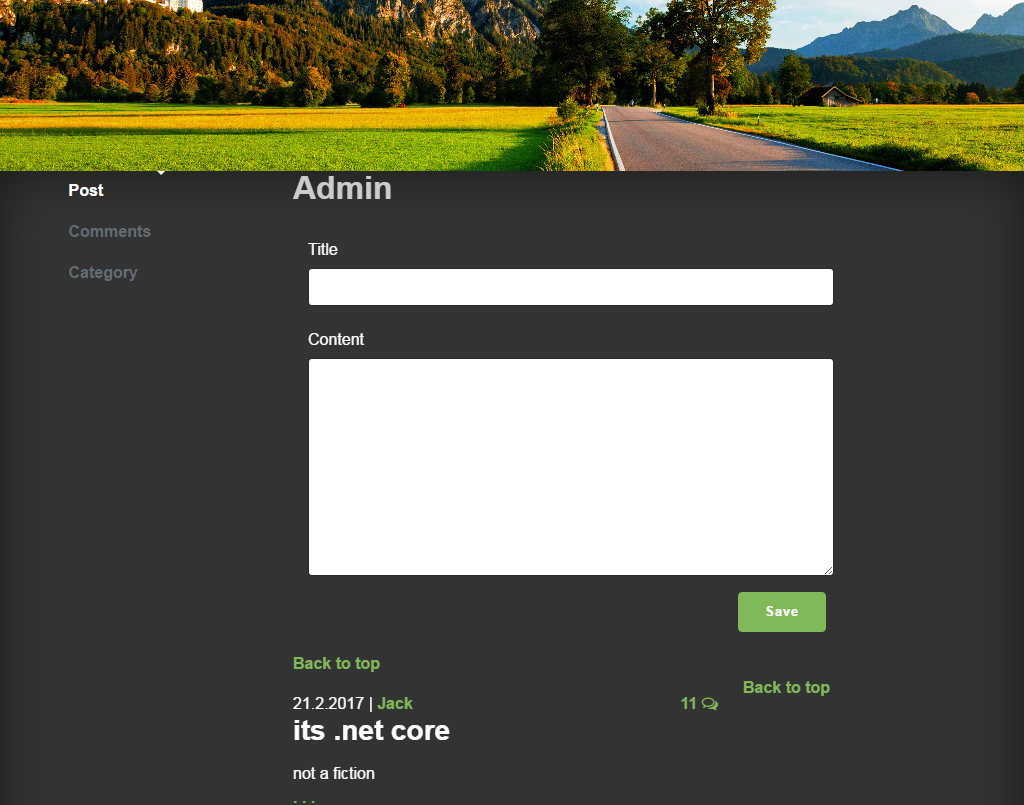 Post
Comments
Category
Admin
Title
Content
Save
Back to top
Back to top
21.2.2017 | Jack 11
its .net core
not a fiction
...